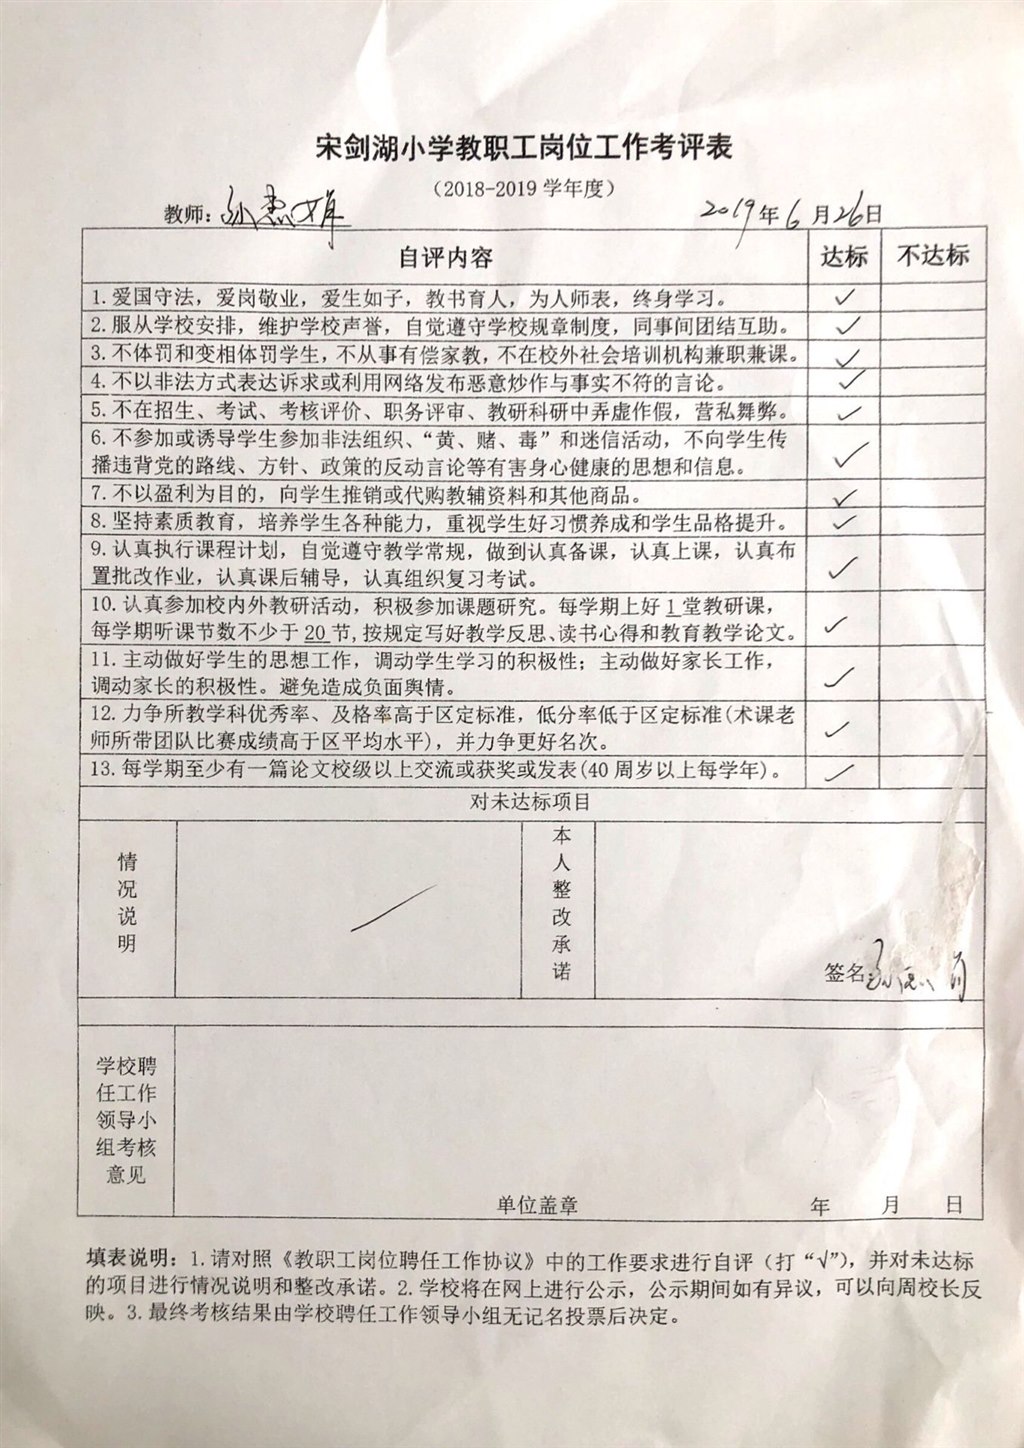 宋剑湖小学教职工岗位工作考评表
（2018-2019 学年度）
教师： 2019年6月26日
自评内容 达标 不达标
1.爱国守法，爱岗敬业，爱生如子，教书育人，为人师表，终身学习。 ✓
2.服从学校安排，维护学校声誉，自觉遵守学校规章制度，同事间团结互助。 ✓
3.不体罚和变相体罚学生，不从事有偿家教，不在校外社会培训机构兼职兼课。 ✓
4.不以非法方式表达诉求或利用网络发布恶意炒作与事实不符的言论。 ✓
5.不在招生、考试、考核评价、职务评审、教研科研中弄虚作假，营私舞弊。 ✓
6.不参加或诱导学生参加非法组织、“黄、赌、毒”和迷信活动，不向学生传
播违背党的路线、方针、政策的反动言论等有害身心健康的思想和信息。 ✓
7.不以盈利为目的，向学生推销或代购教辅资料和其他商品。 ✓
8.坚持素质教育，培养学生各种能力，重视学生好习惯养成和学生品格提升。 ✓
9.认真执行课程计划，自觉遵守教学常规，做到认真备课，认真上课，认真布
置批改作业，认真课后辅导，认真组织复习考试。 ✓
10.认真参加校内外教研活动，积极参加课题研究。每学期上好1堂教研课，
每学期听课节数不少于20节,按规定写好教学反思、读书心得和教育教学论文。 ✓
11.主动做好学生的思想工作，调动学生学习的积极性；主动做好家长工作，
调动家长的积极性。避免造成负面舆情。 ✓
12.力争所教学科优秀率、及格率高于区定标准，低分率低于区定标准(术课老
师所带团队比赛成绩高于区平均水平)，并力争更好名次。 ✓
13.每学期至少有一篇论文校级以上交流或获奖或发表(40周岁以上每学年)。 ✓
对未达标项目
情况说明
本人整改承诺
签名
学校聘
任工作
领导小
组考核
意见
单位盖章 年 月 日
填表说明：1.请对照《教职工岗位聘任工作协议》中的工作要求进行自评（打“√”），并对未达标
的项目进行情况说明和整改承诺。2.学校将在网上进行公示，公示期间如有异议，可以向周校长反
映。3.最终考核结果由学校聘任工作领导小组无记名投票后决定。